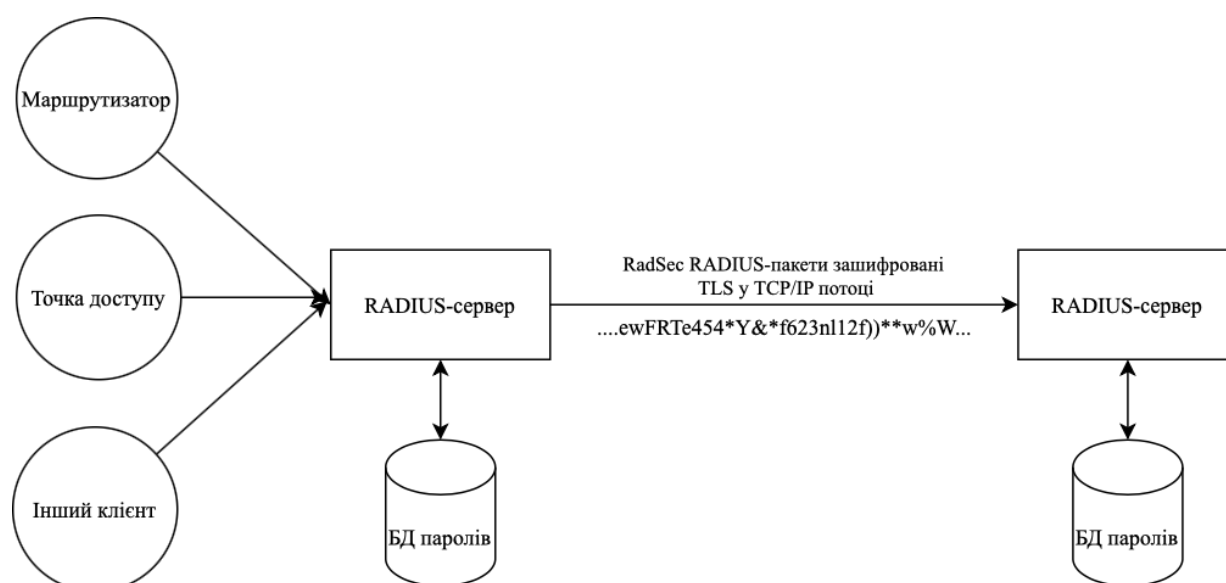 Маршрутизатор
Точка доступу
Інший клієнт
RADIUS-сервер
БД паролів
RadSec RADIUS-пакети зашифровані
TLS у TCP/IP потоці
....ewFRTe454*Y&*f623nl12f))**w%W...
RADIUS-сервер
БД паролів